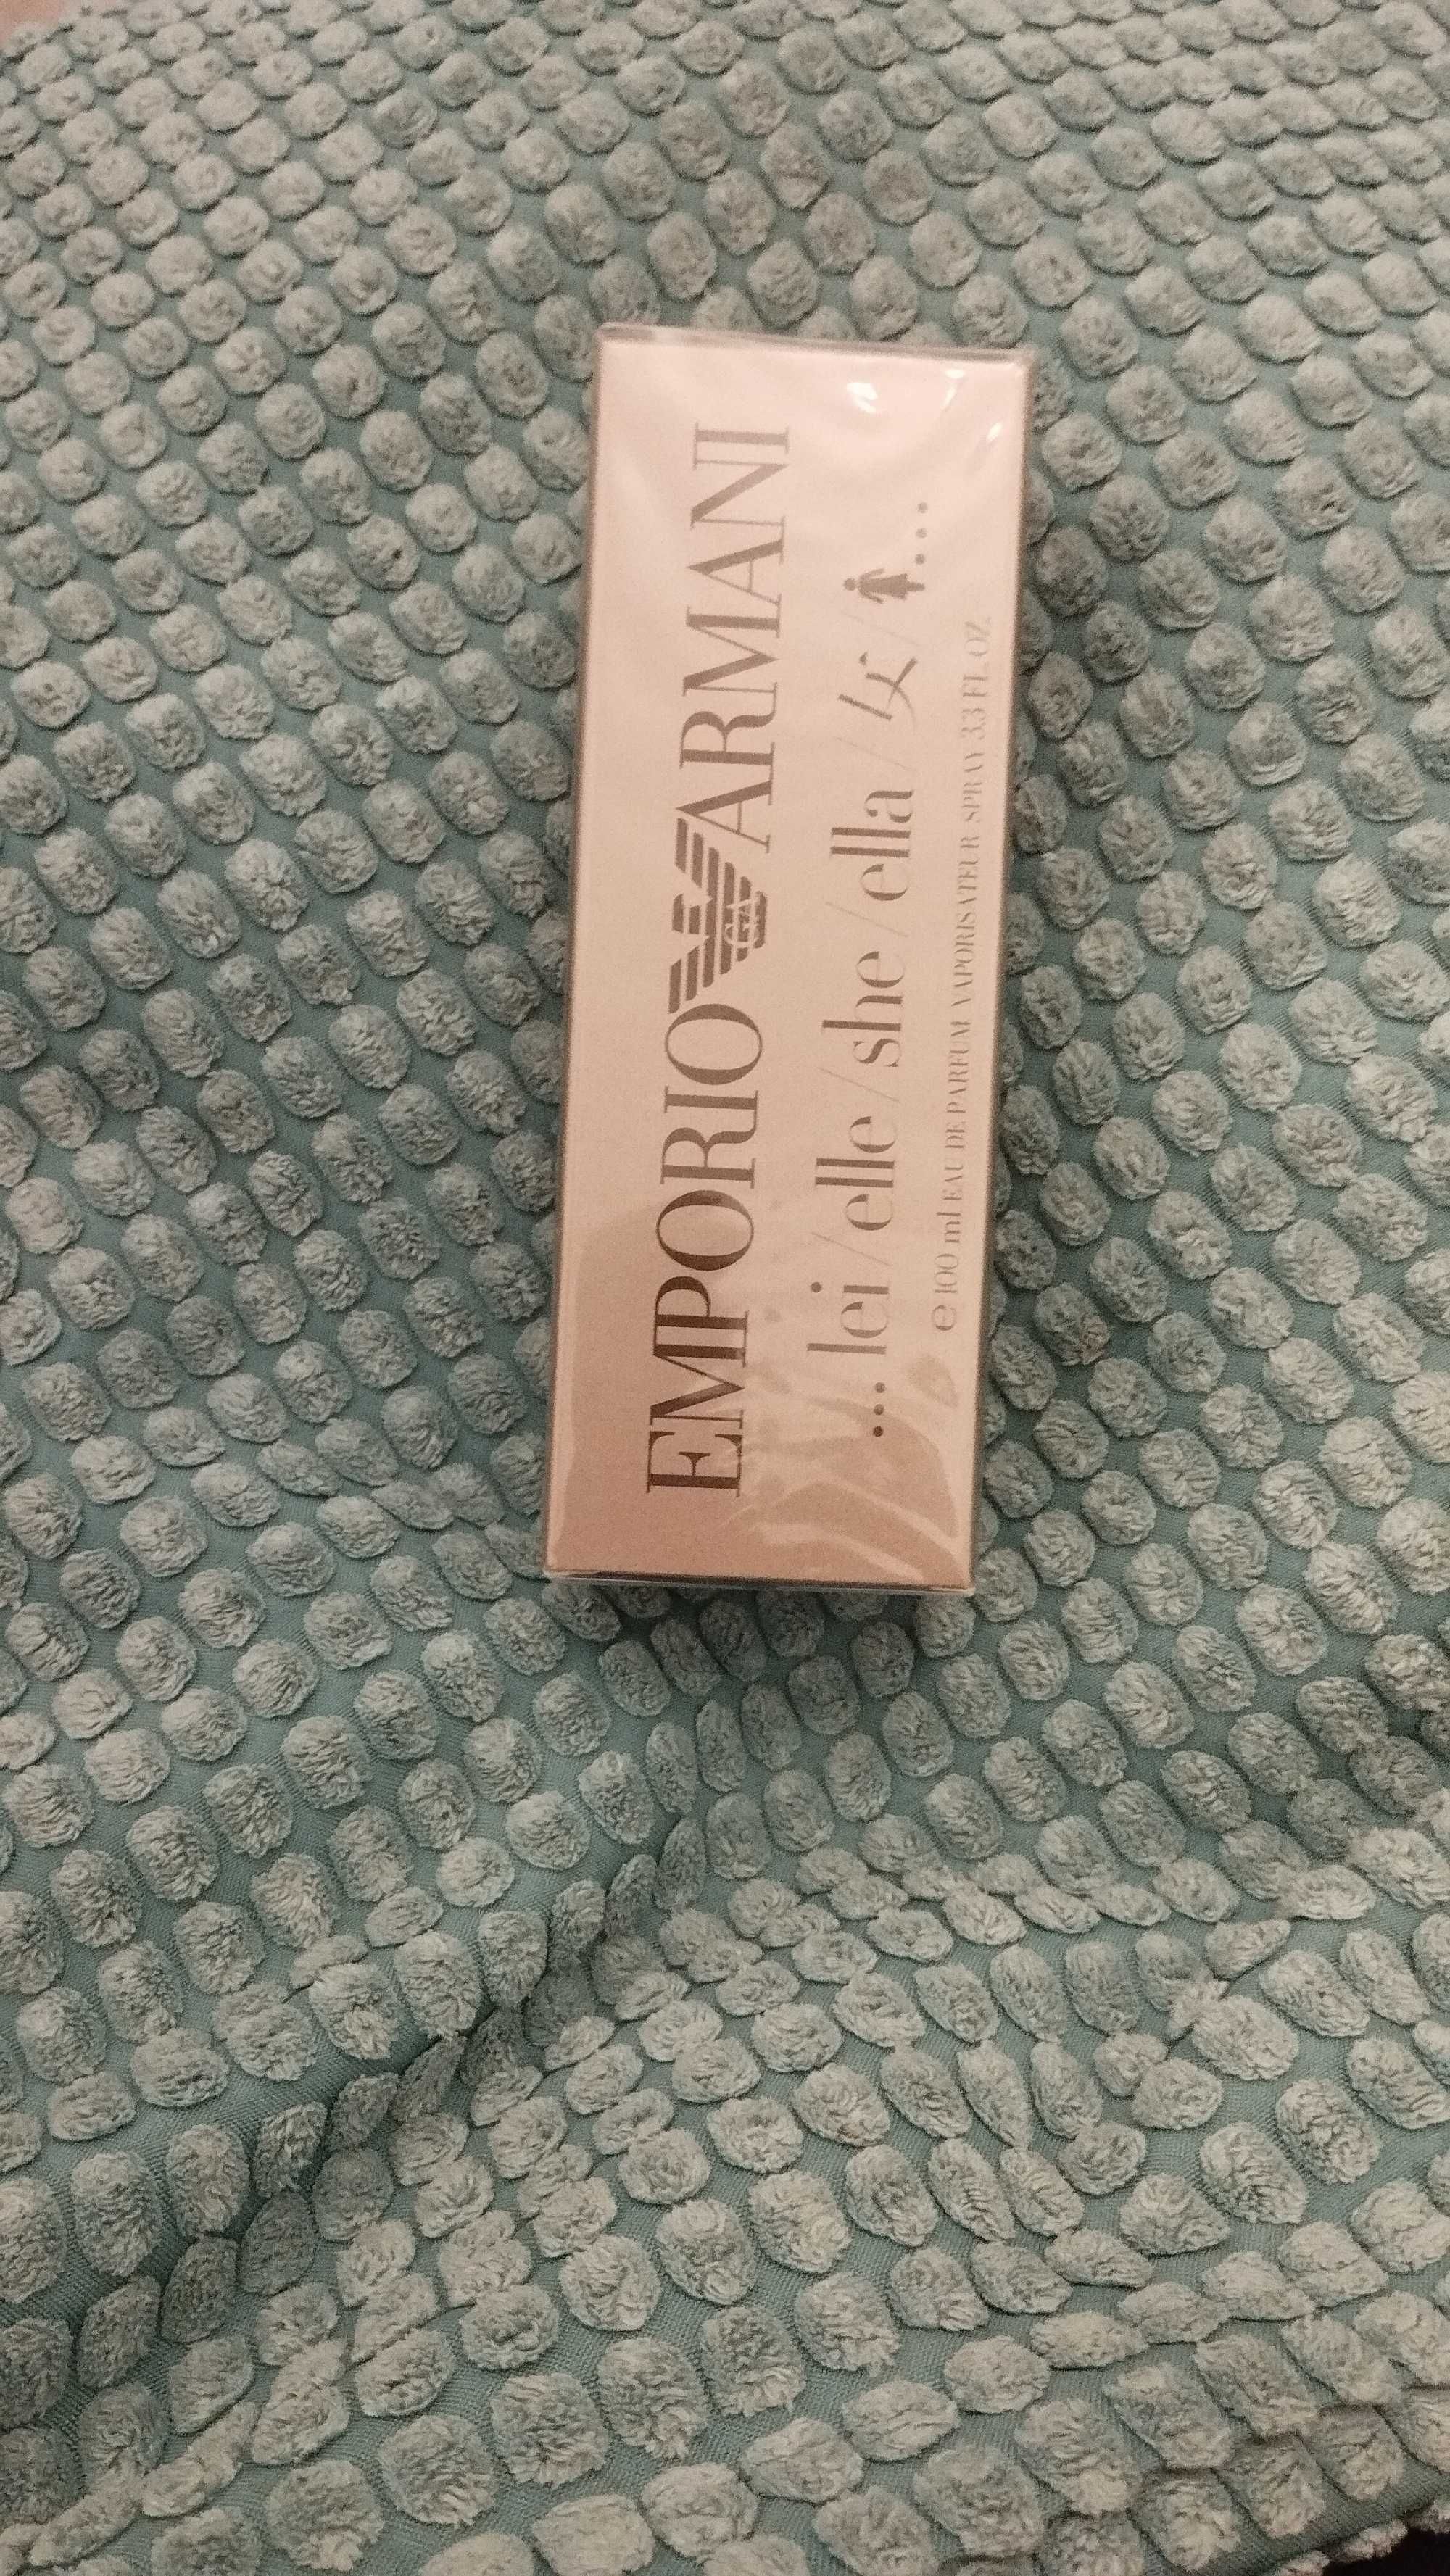 EMPORIO ARMANI
... lei / elle / she / ella / 女 / ...
e 100 ml EAU DE PARFUM VAPORISATEUR SPRAY 3.3 FL. OZ.